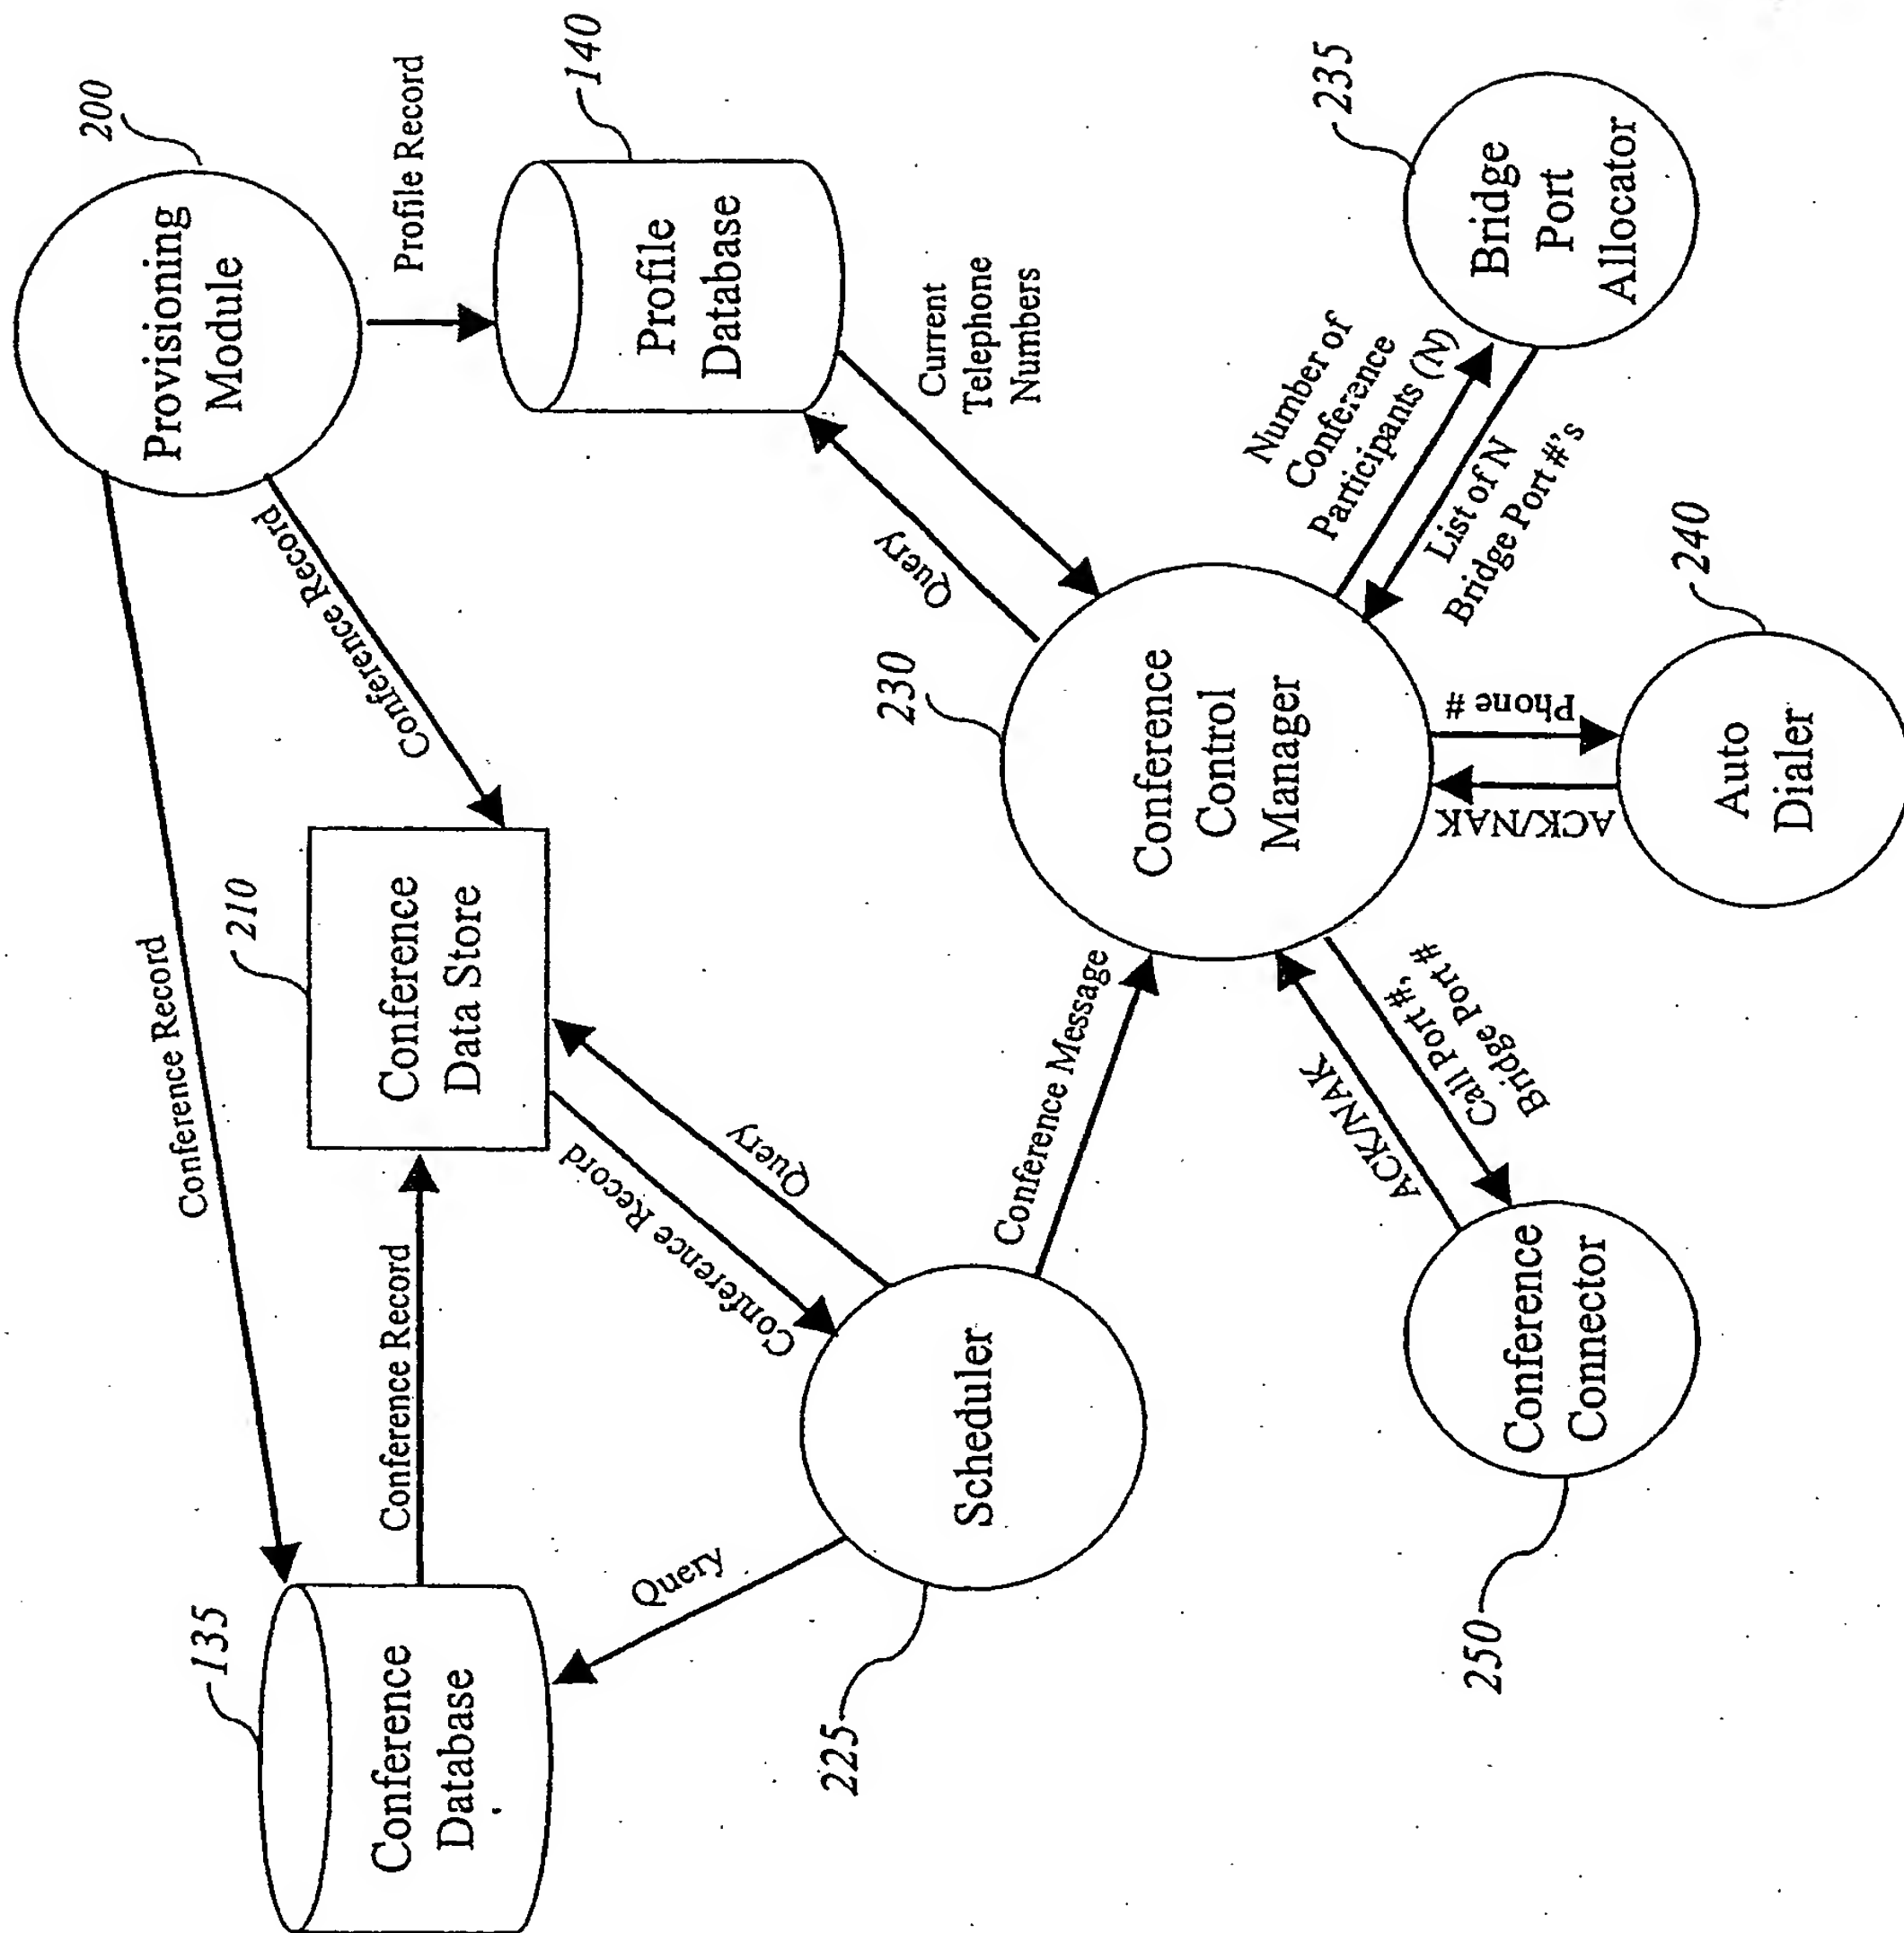 200
Provisioning
Module
Profile Record
140
Profile
Database
Conference Record
Conference Record
210
Conference
Data Store
Conference Record
135
Conference
Database
Query
Conference Record
Query
Scheduler
225
Conference Message
230
Conference
Control
Manager
Query
Current
Telephone
Numbers
Number of
Conference
Participants (N)
List of N
Bridge Port #'s
235
Bridge
Port
Allocator
Phone #
ACK/NAK
240
Auto
Dialer
Call Port #,
Bridge Port #
ACK/NAK
Conference
Connector
250